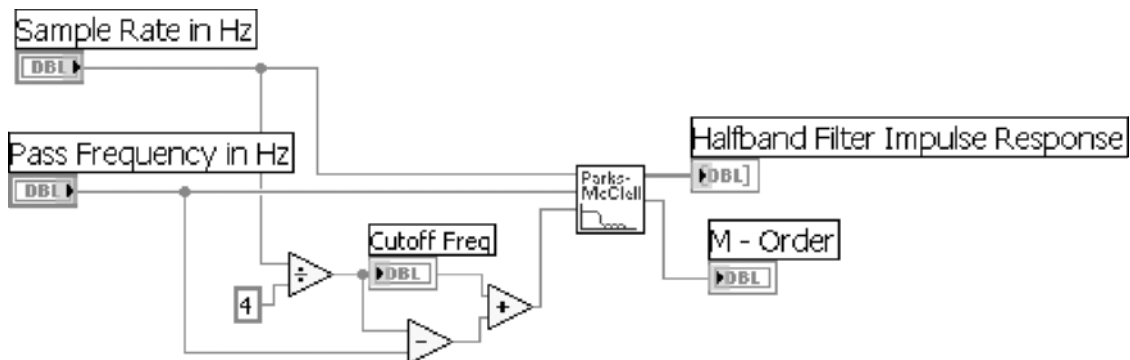 Sample Rate in Hz
DBL
Pass Frequency in Hz
DBL
Parks-
McClell
Halfband Filter Impulse Response
DBL]
Cutoff Freq
DBL
M - Order
DBL
÷
4
+
-